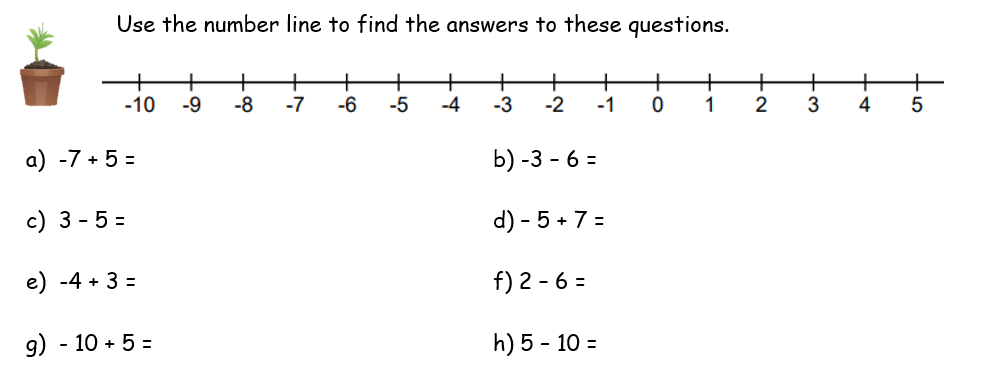 Use the number line to find the answers to these questions.
-10 -9 -8 -7 -6 -5 -4 -3 -2 -1 0 1 2 3 4 5
a) -7 + 5 =
b) -3 – 6 =
c) 3 – 5 =
d) – 5 + 7 =
e) -4 + 3 =
f) 2 – 6 =
g) - 10 + 5 =
h) 5 – 10 =